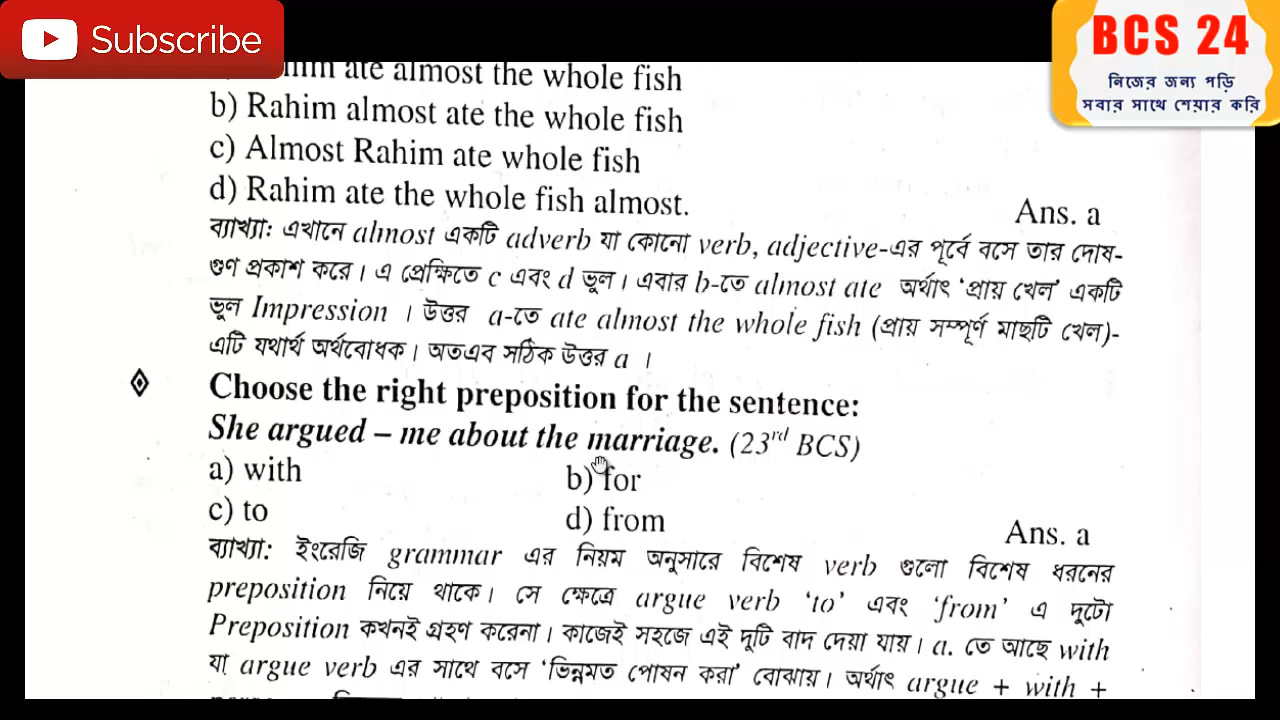 Subscribe
BCS 24
নিজের জন্য পড়ি
সবার সাথে শেয়ার করি
ate almost the whole fish
b) Rahim almost ate the whole fish
c) Almost Rahim ate whole fish
d) Rahim ate the whole fish almost.
Ans. a
ব্যাখ্যা: এখানে almost একটি adverb যা কোনো verb, adjective-এর পূর্বে বসে তার দোষ-
গুণ প্রকাশ করে। এ প্রেক্ষিতে c এবং d ভুল। এবার b-তে almost ate অর্থাৎ 'প্রায় খেল' একটি
ভুল Impression । উত্তর a-তে ate almost the whole fish (প্রায় সম্পূর্ণ মাছটি খেল)-
এটি যথার্থ অর্থবোধক। অতএব সঠিক উত্তর a ।
Choose the right preposition for the sentence:
She argued – me about the marriage. (23rd BCS)
a) with b) for
c) to d) from
Ans. a
ব্যাখ্যা: ইংরেজি grammar এর নিয়ম অনুসারে বিশেষ verb গুলো বিশেষ ধরনের
preposition নিয়ে থাকে। সে ক্ষেত্রে argue verb 'to' এবং 'from' এ দুটো
Preposition কখনই গ্রহণ করেনা। কাজেই সহজে এই দুটি বাদ দেয়া যায়। a. তে আছে with
যা argue verb এর সাথে বসে 'ভিন্নমত পোষন করা' বোঝায়। অর্থাৎ argue + with +